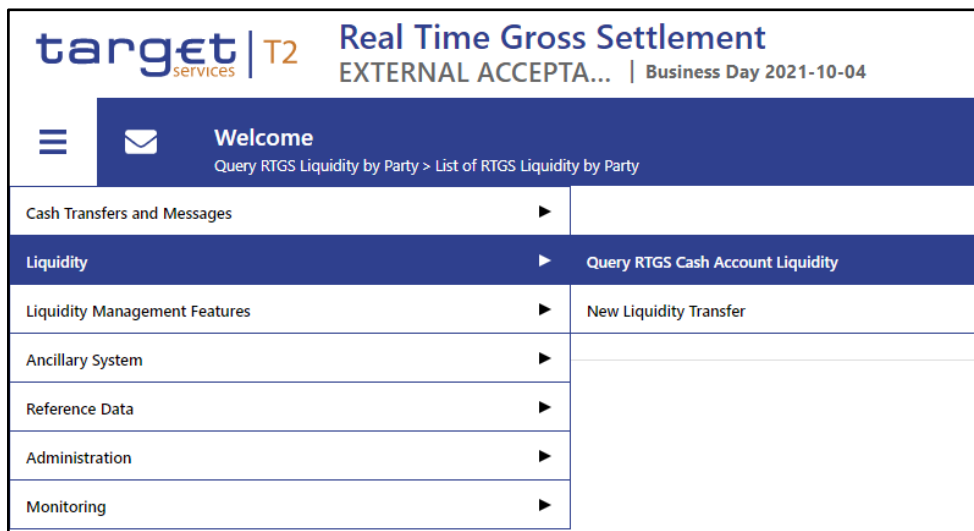 target services | T2
Real Time Gross Settlement
EXTERNAL ACCEPTA... | Business Day 2021-10-04
Welcome
Query RTGS Liquidity by Party > List of RTGS Liquidity by Party
Cash Transfers and Messages
Liquidity
Query RTGS Cash Account Liquidity
Liquidity Management Features
New Liquidity Transfer
Ancillary System
Reference Data
Administration
Monitoring